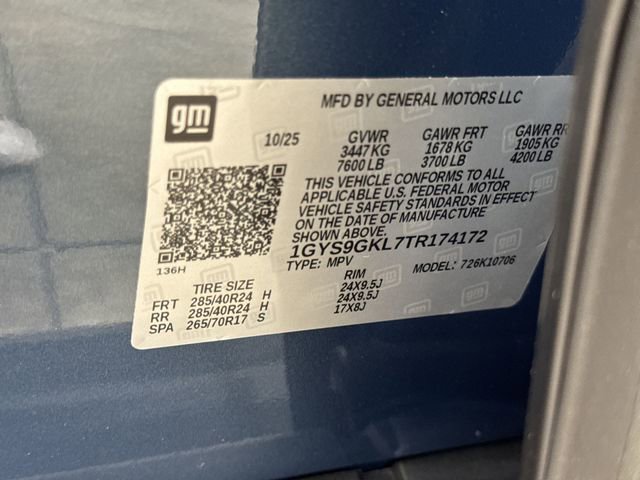 gm
MFD BY GENERAL MOTORS LLC
10/25 GVWR GAWR FRT GAWR RR
3447 KG 1678 KG 1905 KG
7600 LB 3700 LB 4200 LB
THIS VEHICLE CONFORMS TO ALL
APPLICABLE U.S. FEDERAL MOTOR
VEHICLE SAFETY STANDARDS IN EFFECT
ON THE DATE OF MANUFACTURE
SHOWN ABOVE.
1GYS9GKL7TR174172
136H TYPE: MPV MODEL: 726K10706
TIRE SIZE RIM
FRT 285/40R24 H 24X9.5J
RR 285/40R24 H 24X9.5J
SPA 265/70R17 S 17X8J